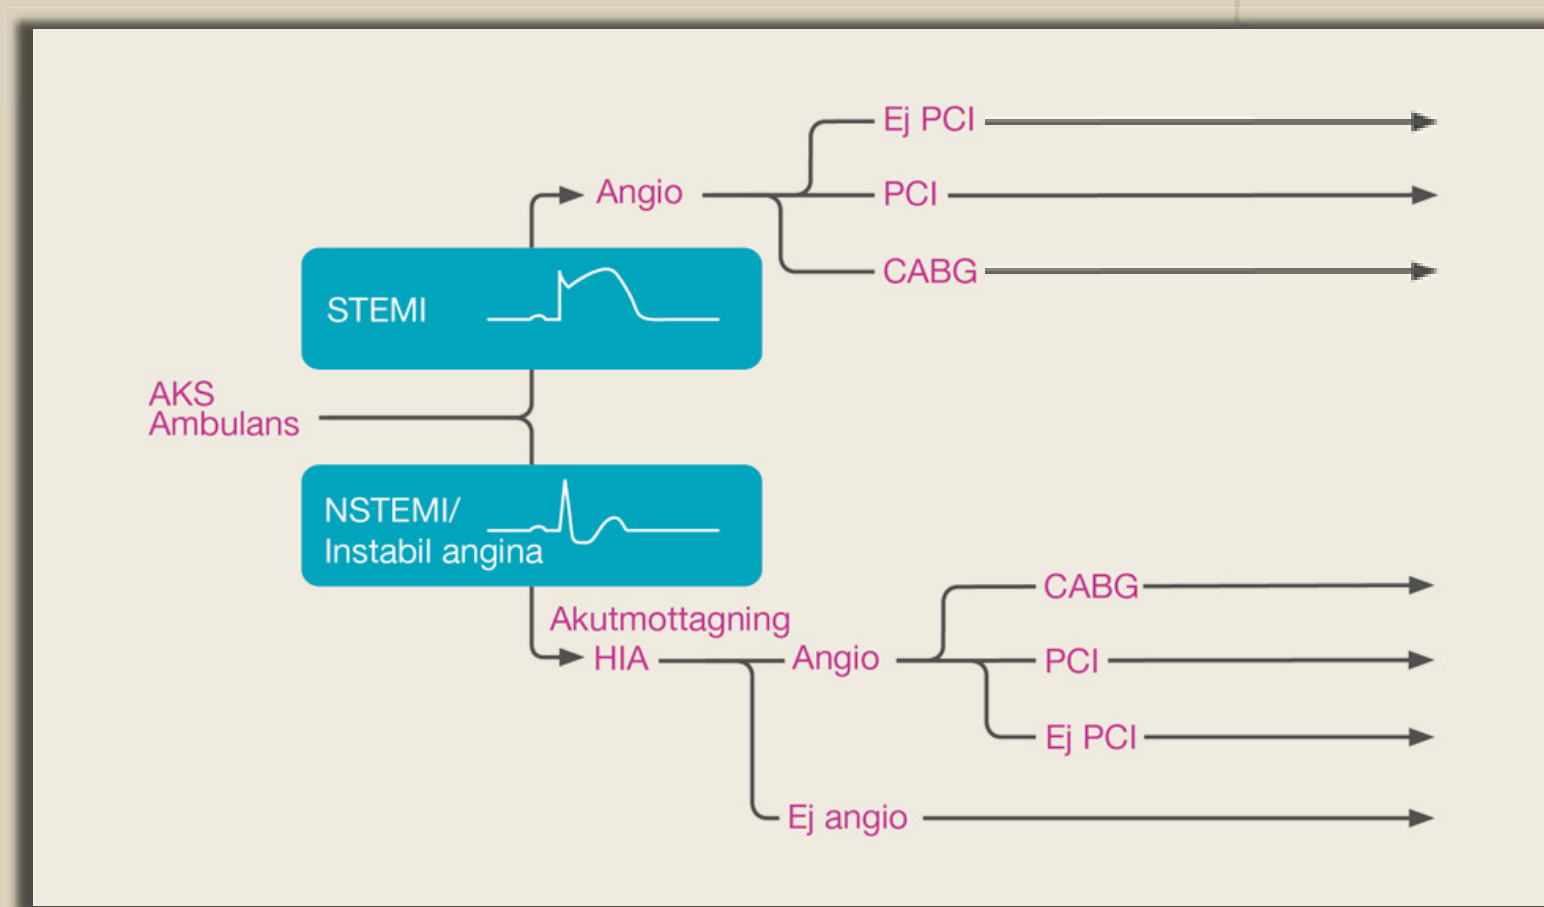 Ej PCI
Angio
PCI
CABG
STEMI
AKS
Ambulans
NSTEMI/
Instabil angina
Akutmottagning
HIA
Angio
CABG
PCI
Ej PCI
Ej angio